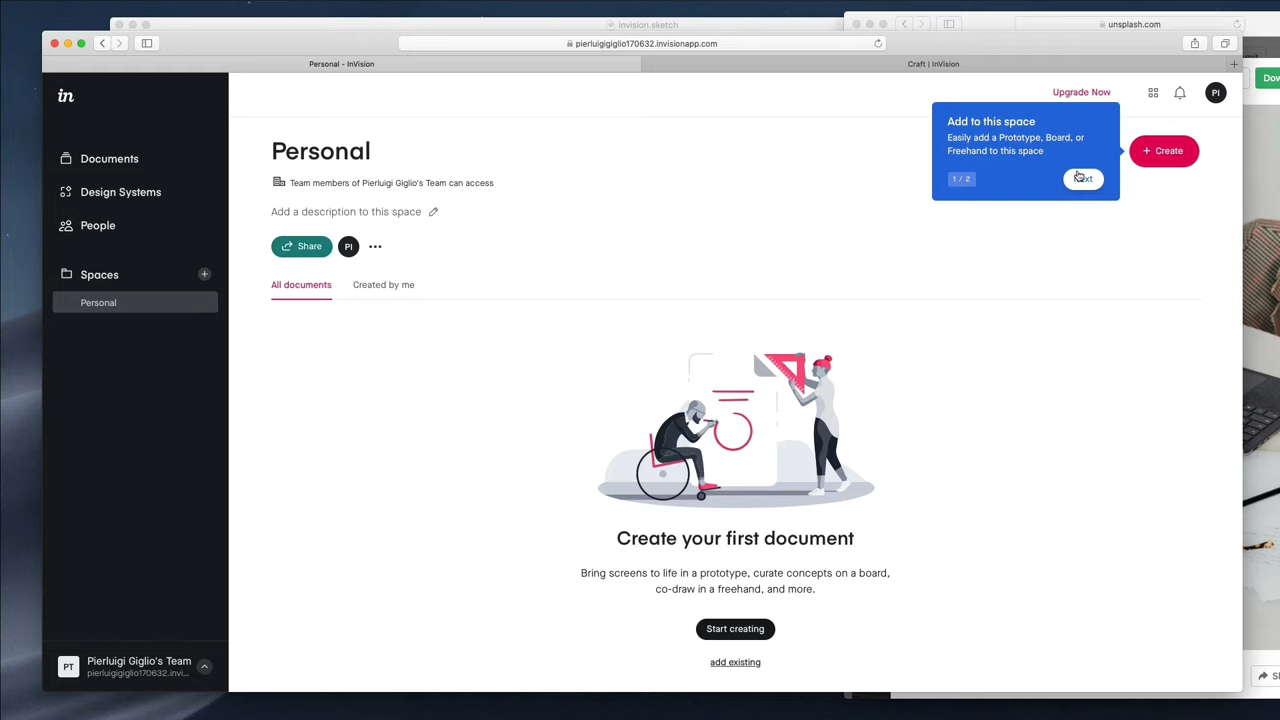 invision.sketch
unsplash.com
pierluigigiglio170632.invisionapp.com
Personal - InVision
Craft | InVision
in
Upgrade Now
PI
Documents
Design Systems
People
Spaces
Personal
Personal
Team members of Pierluigi Giglio's Team can access
Add a description to this space
Share
PI
Add to this space
Easily add a Prototype, Board, or
Freehand to this space
1 / 2
+ Create
All documents
Created by me
Create your first document
Bring screens to life in a prototype, curate concepts on a board,
co-draw in a freehand, and more.
Start creating
add existing
PT
Pierluigi Giglio's Team
pierluigigiglio170632.invi...